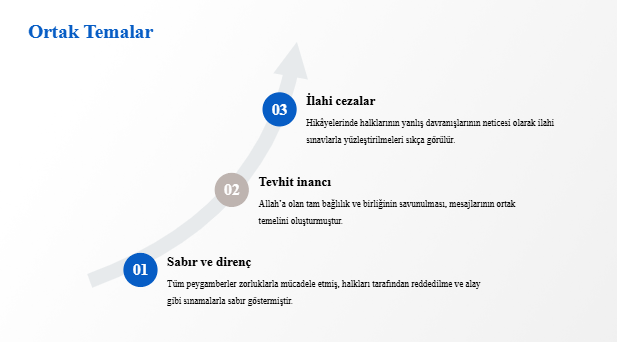 Ortak Temalar
03
İlahi cezalar
Hikâyelerinde halklarının yanlış davranışlarının neticesi olarak ilahi
sınavlarla yüzleştirilmeleri sıkça görülür.
02
Tevhit inancı
Allah'a olan tam bağlılık ve birliğinin savunulması, mesajlarının ortak
temelini oluşturmuştur.
01
Sabır ve direnç
Tüm peygamberler zorluklarla mücadele etmiş, halkları tarafından reddedilme ve alay
gibi sınamalarla sabır göstermiştir.